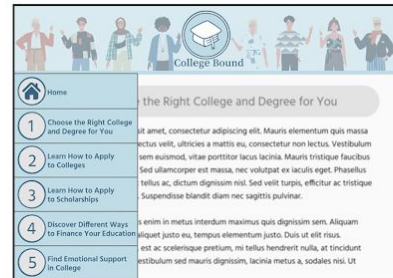 College Bound
Home
1 Choose the Right College
and Degree for You
2 Learn How to Apply
to Colleges
3 Learn How to Apply
to Scholarships
4 Discover Different Ways
to Finance Your Education
5 Find Emotional Support
in College
the Right College and Degree for You
sit amet, consectetur adipiscing elit. Mauris elementum quis massa
lectus velit, ultricies a mattis eu, consectetur non lectus. Vestibulum
sem euismod, vitae porttitor lacus lacinia. Mauris tristique faucibus
Sed ullamcorper est massa, nec volutpat ex iaculis eget. Phasellus
tellus ac, dictum dignissim nisl. Sed velit turpis, efficitur ac tristique
Suspendisse blandit diam nec sagittis pulvinar.
enim in metus interdum maximus quis dignissim sem. Aliquam
aliquet justo eu, tempus elementum justo. Duis ut elit risus.
est ac scelerisque pretium, mi tellus hendrerit nulla, at tincidunt
vestibulum sed mauris dignissim, lacinia metus a, sodales nisi. Ut